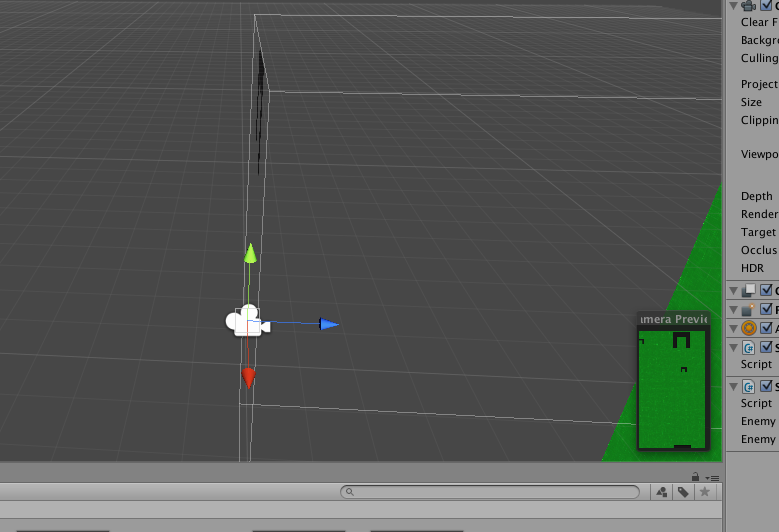 Clear F
Backgr
Culling
Project
Size
Clippin
Viewpo
Depth
Render
Target
Occlus
HDR
amera Previe
C#
Script
C#
Script
Enemy
Enemy